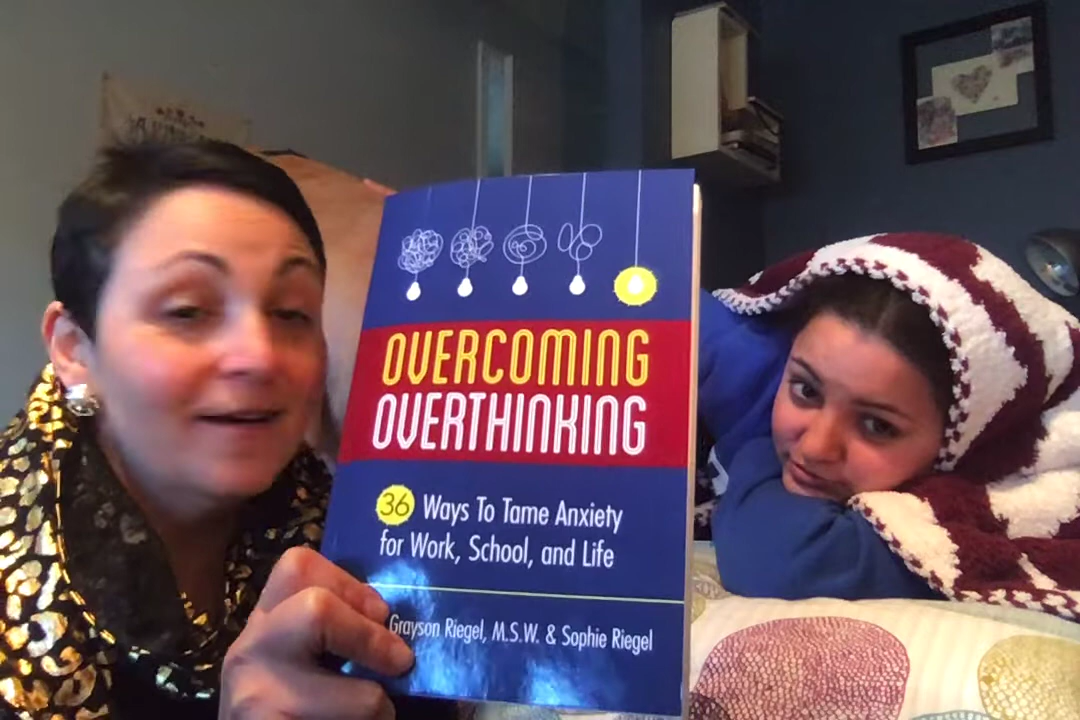 OVERCOMING
OVERTHINKING
36 Ways To Tame Anxiety
for Work, School, and Life
Grayson Riegel, M.S.W. & Sophie Riegel